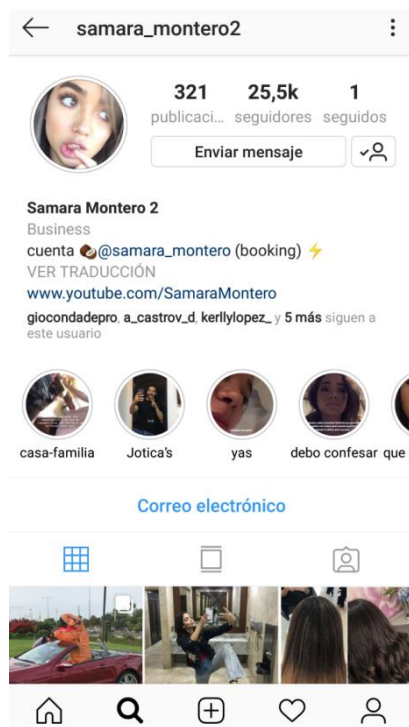 samara_montero2
321 25,5k 1
publicaci... seguidores seguidos
Enviar mensaje
Samara Montero 2
Business
cuenta @samara_montero (booking)
VER TRADUCCIÓN
www.youtube.com/SamaraMontero
giocondadepro, a_castrov_d, kerllylopez_ y 5 más siguen a
este usuario
casa-familia Jotica's yas debo confesar que
Correo electrónico